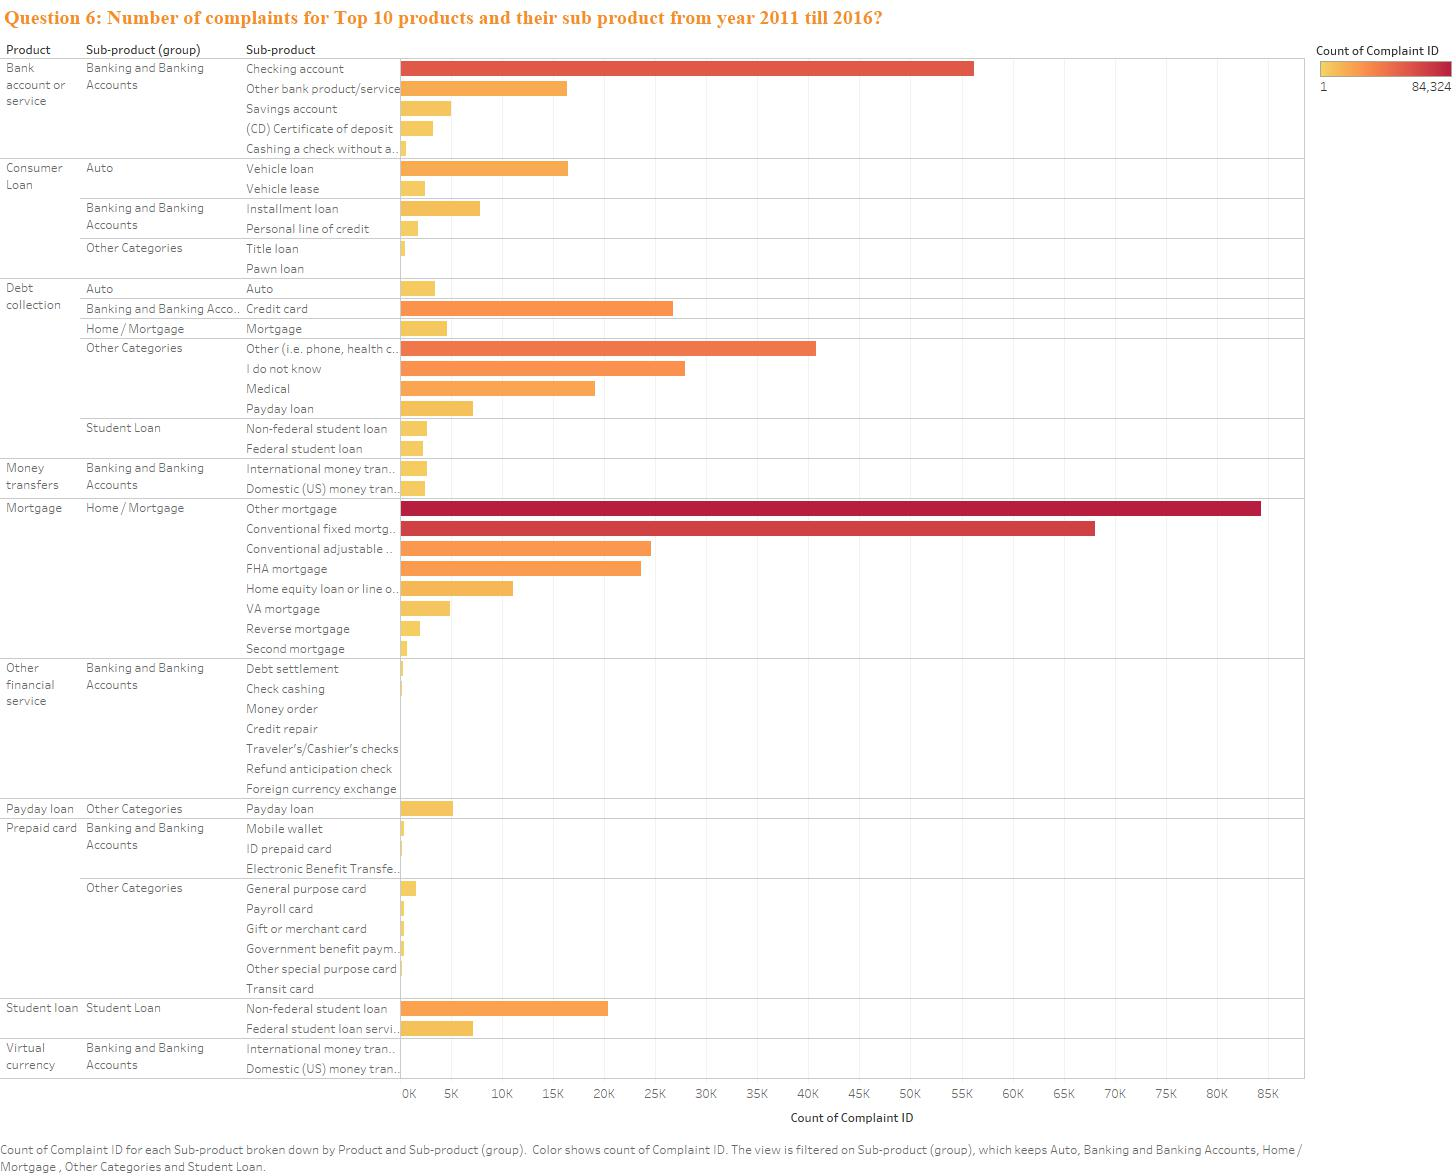 Question 6: Number of complaints for Top 10 products and their sub product from year 2011 till 2016?
Product Sub-product (group) Sub-product
Count of Complaint ID
1 84,324
Bank account or service Banking and Banking Accounts Checking account
Other bank product/service
Savings account
(CD) Certificate of deposit
Cashing a check without a..
Consumer Loan Auto Vehicle loan
Vehicle lease
Banking and Banking Accounts Installment loan
Personal line of credit
Other Categories Title loan
Pawn loan
Debt collection Auto Auto
Banking and Banking Acco.. Credit card
Home / Mortgage Mortgage
Other Categories Other (i.e. phone, health c..
I do not know
Medical
Payday loan
Student Loan Non-federal student loan
Federal student loan
Money transfers Banking and Banking Accounts International money tran..
Domestic (US) money tran..
Mortgage Home / Mortgage Other mortgage
Conventional fixed mortg..
Conventional adjustable ..
FHA mortgage
Home equity loan or line o..
VA mortgage
Reverse mortgage
Second mortgage
Other financial service Banking and Banking Accounts Debt settlement
Check cashing
Money order
Credit repair
Traveler's/Cashier's checks
Refund anticipation check
Foreign currency exchange
Payday loan Other Categories Payday loan
Prepaid card Banking and Banking Accounts Mobile wallet
ID prepaid card
Electronic Benefit Transfe..
Other Categories General purpose card
Payroll card
Gift or merchant card
Government benefit paym..
Other special purpose card
Transit card
Student loan Student Loan Non-federal student loan
Federal student loan servi..
Virtual currency Banking and Banking Accounts International money tran..
Domestic (US) money tran..
0K 5K 10K 15K 20K 25K 30K 35K 40K 45K 50K 55K 60K 65K 70K 75K 80K 85K
Count of Complaint ID
Count of Complaint ID for each Sub-product broken down by Product and Sub-product (group). Color shows count of Complaint ID. The view is filtered on Sub-product (group), which keeps Auto, Banking and Banking Accounts, Home /
Mortgage , Other Categories and Student Loan.